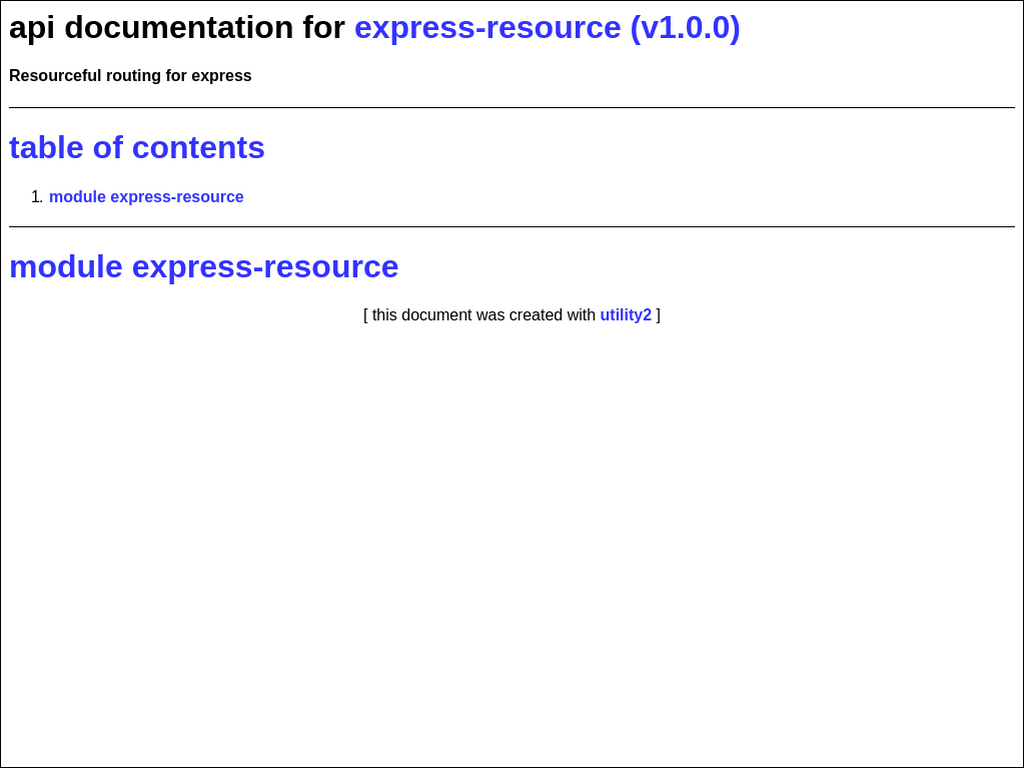 api documentation for express-resource (v1.0.0)
Resourceful routing for express
table of contents
1. module express-resource
module express-resource
[ this document was created with utility2 ]